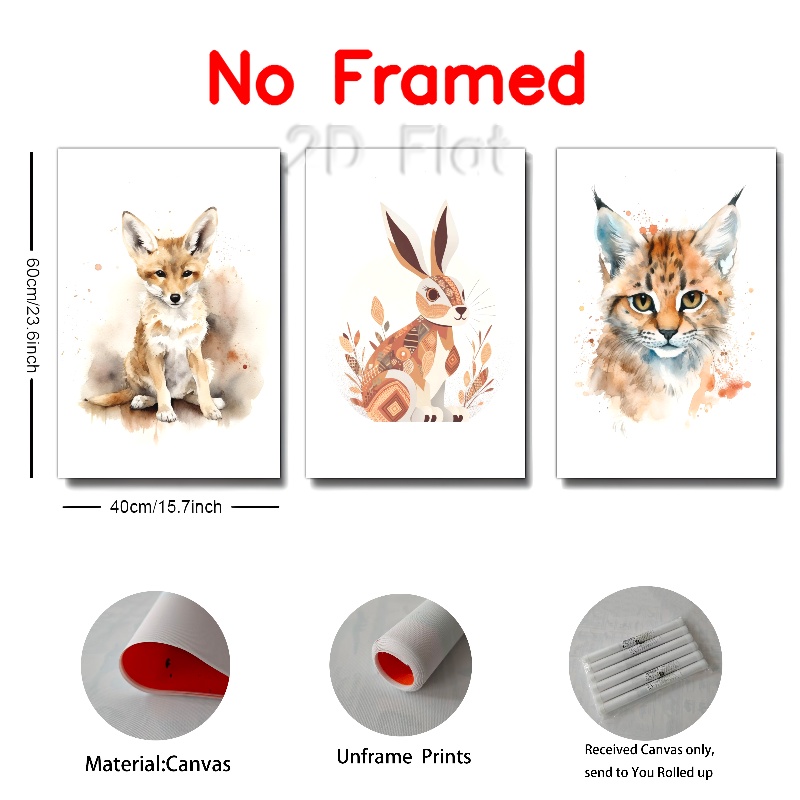 No Framed
2D Flat
60cm/23.6inch
40cm/15.7inch
Material:Canvas
Unframe Prints
Received Canvas only,
send to You Rolled up